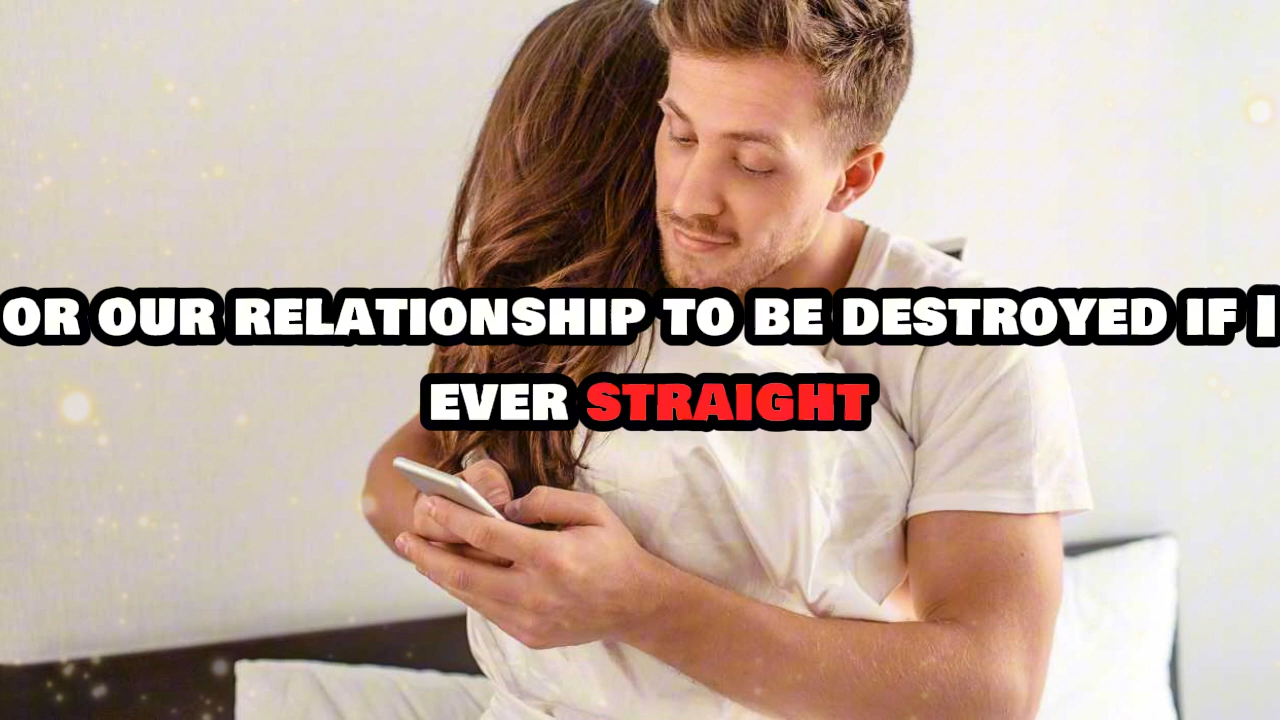 OR OUR RELATIONSHIP TO BE DESTROYED IF I
EVER STRAIGHT